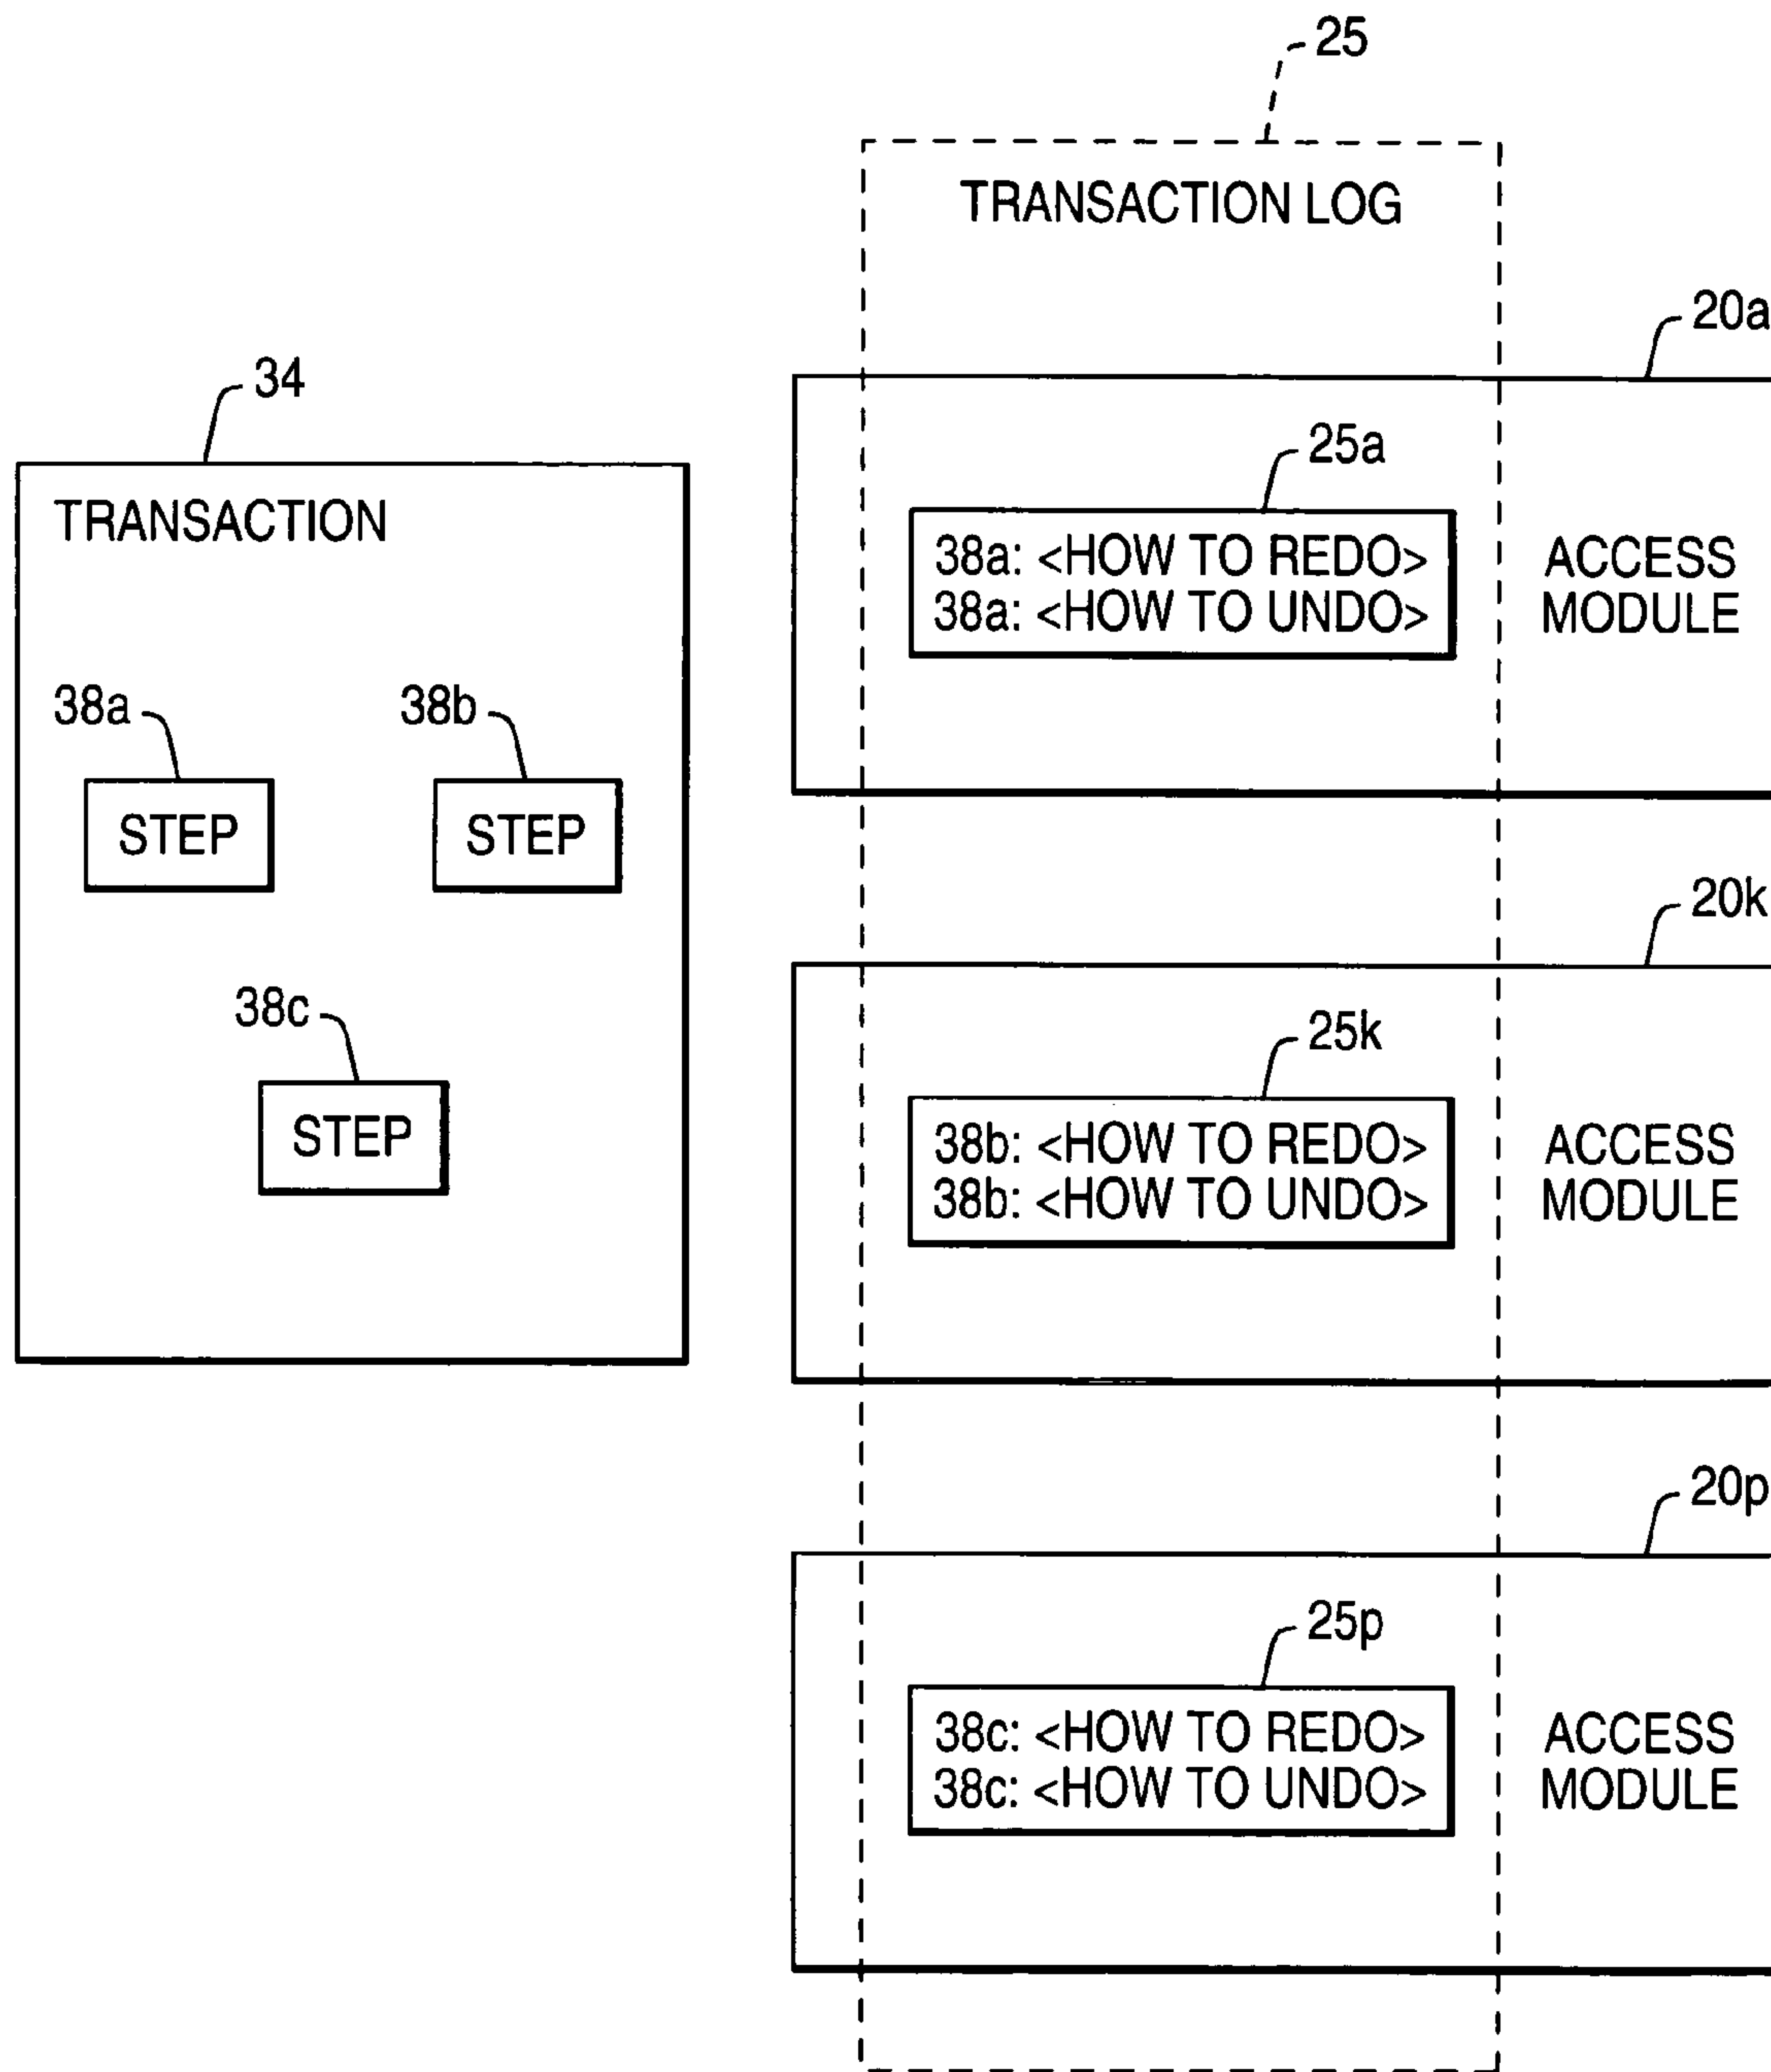 25
TRANSACTION LOG
20a
34
25a
TRANSACTION
38a: <HOW TO REDO>
38a: <HOW TO UNDO>
ACCESS
MODULE
38a
38b
STEP
STEP
20k
38c
25k
STEP
38b: <HOW TO REDO>
38b: <HOW TO UNDO>
ACCESS
MODULE
20p
25p
38c: <HOW TO REDO>
38c: <HOW TO UNDO>
ACCESS
MODULE